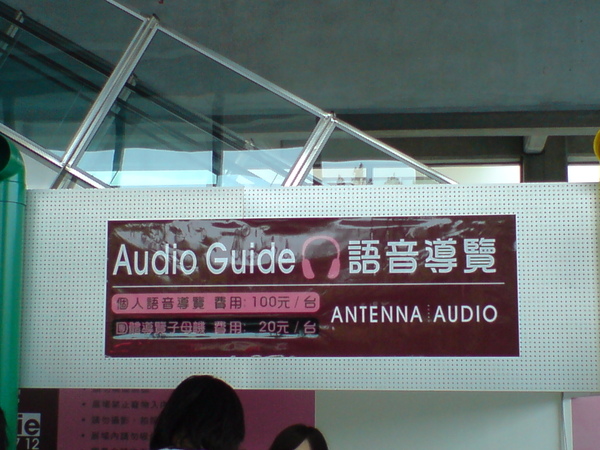 Audio Guide 語音導覽
個人語音導覽 費用: 100元 / 台
團體導覽子母機 費用: 20元 / 台
ANTENNA AUDIO
12